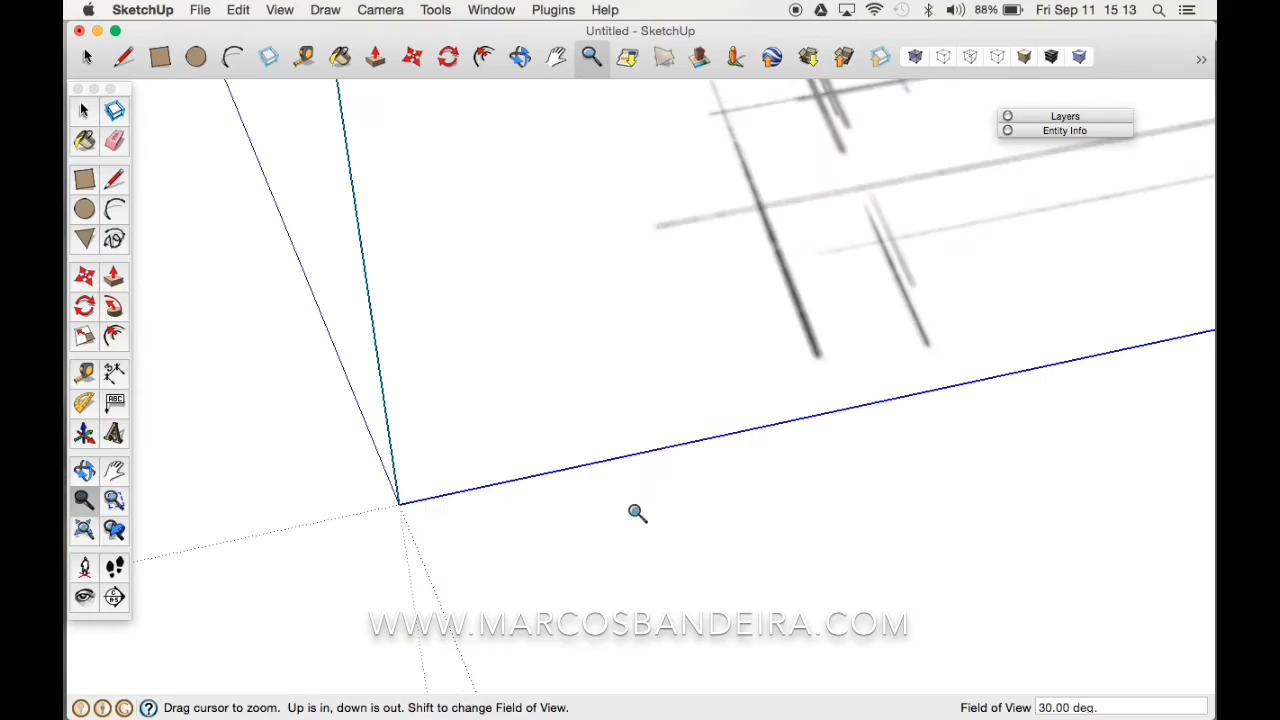 SketchUp File Edit View Draw Camera Tools Window Plugins Help 88% Fri Sep 11 15 13
Untitled - SketchUp
Layers
Entity Info
ABC
WWW.MARCOSBANDEIRA.COM
Drag cursor to zoom. Up is in, down is out. Shift to change Field of View. Field of View 30.00 deg.